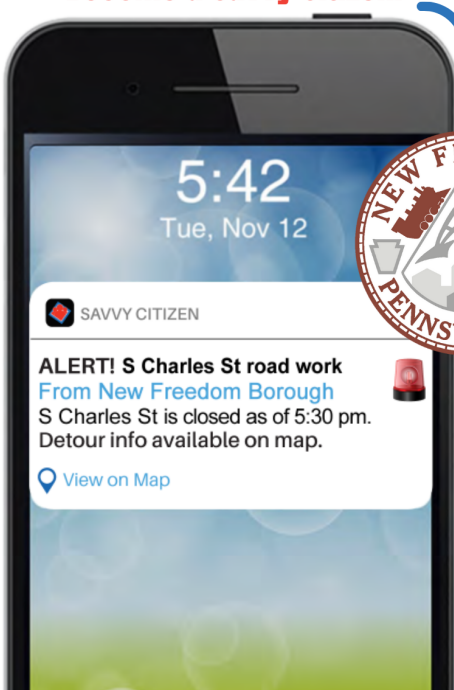 5:42
Tue, Nov 12
SAVVY CITIZEN
ALERT! S Charles St road work
From New Freedom Borough
S Charles St is closed as of 5:30 pm.
Detour info available on map.
View on Map
NEW